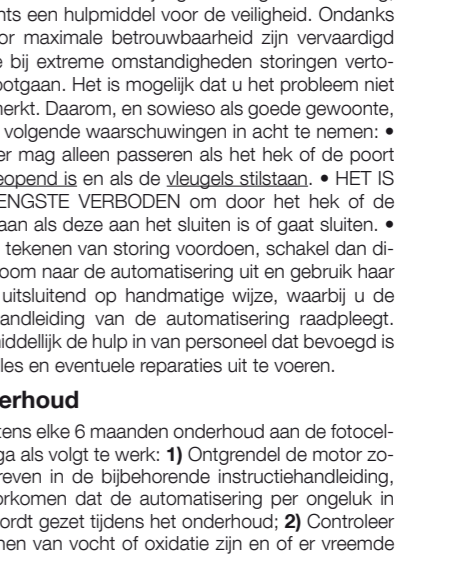 nts een hulpmiddel voor de veiligheid. Ondanks
or maximale betrouwbaarheid zijn vervaardigd
e bij extreme omstandigheden storingen verto-
ootgaan. Het is mogelijk dat u het probleem niet
merkt. Daarom, en sowieso als goede gewoonte,
volgende waarschuwingen in acht te nemen: •
er mag alleen passeren als het hek of de poort
eopend is en als de vleugels stilstaan. • HET IS
ENGSTE VERBODEN om door het hek of de
aan als deze aan het sluiten is of gaat sluiten. •
tekenen van storing voordoen, schakel dan di-
oom naar de automatisering uit en gebruik haar
uitsluitend op handmatige wijze, waarbij u de
andleiding van de automatisering raadpleegt.
middellijk de hulp in van personeel dat bevoegd is
les en eventuele reparaties uit te voeren.
erhoud
tens elke 6 maanden onderhoud aan de fotocel-
ga als volgt te werk: 1) Ontgrendel de motor zo-
reven in de bijbehorende instructiehandleiding,
orkomen dat de automatisering per ongeluk in
ordt gezet tijdens het onderhoud; 2) Controleer
nen van vocht of oxidatie zijn en of er vreemde